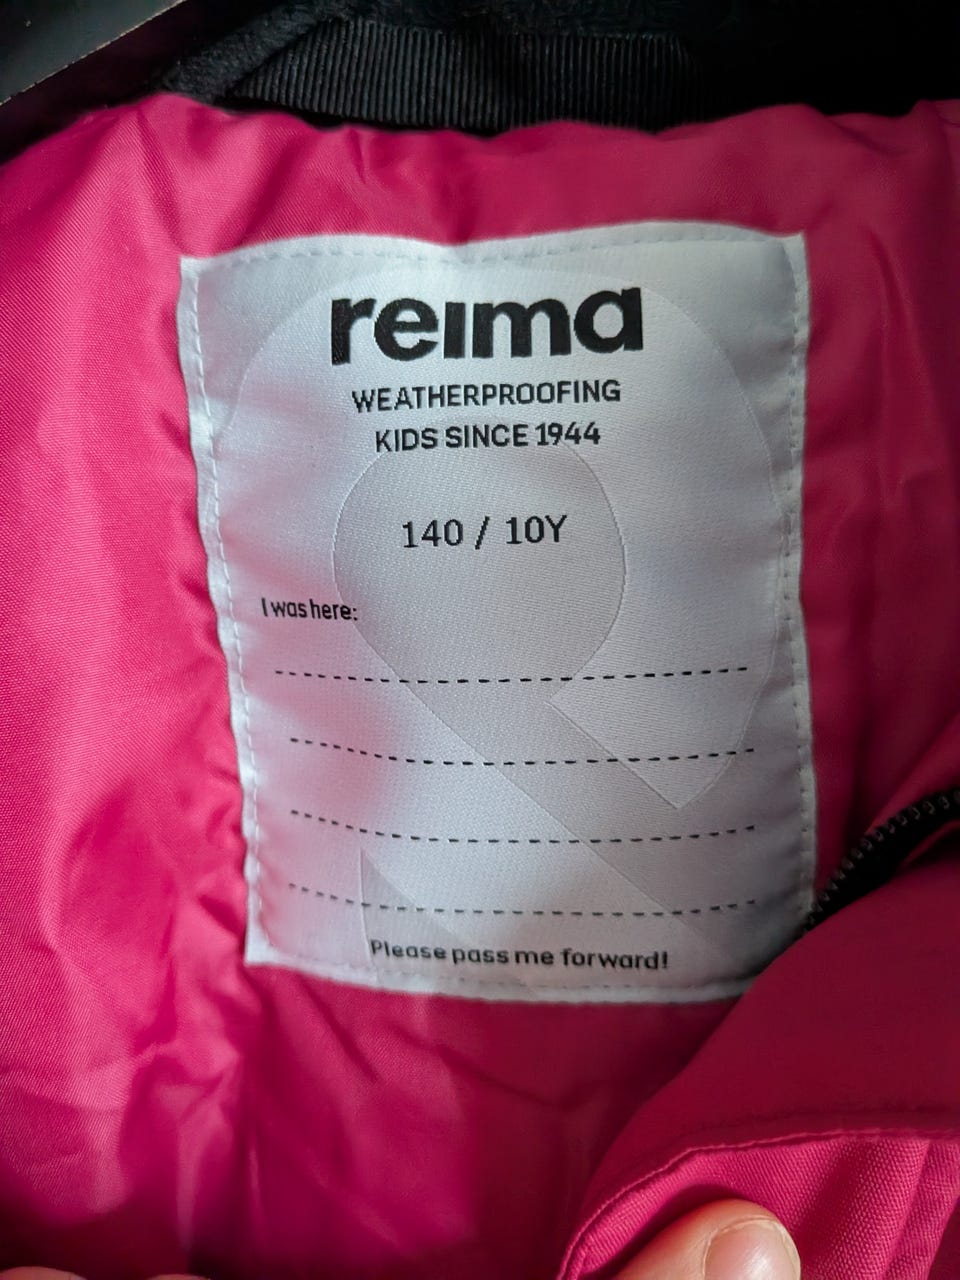 reima
WEATHERPROOFING
KIDS SINCE 1944
140 / 10Y
I was here:
Please pass me forward!